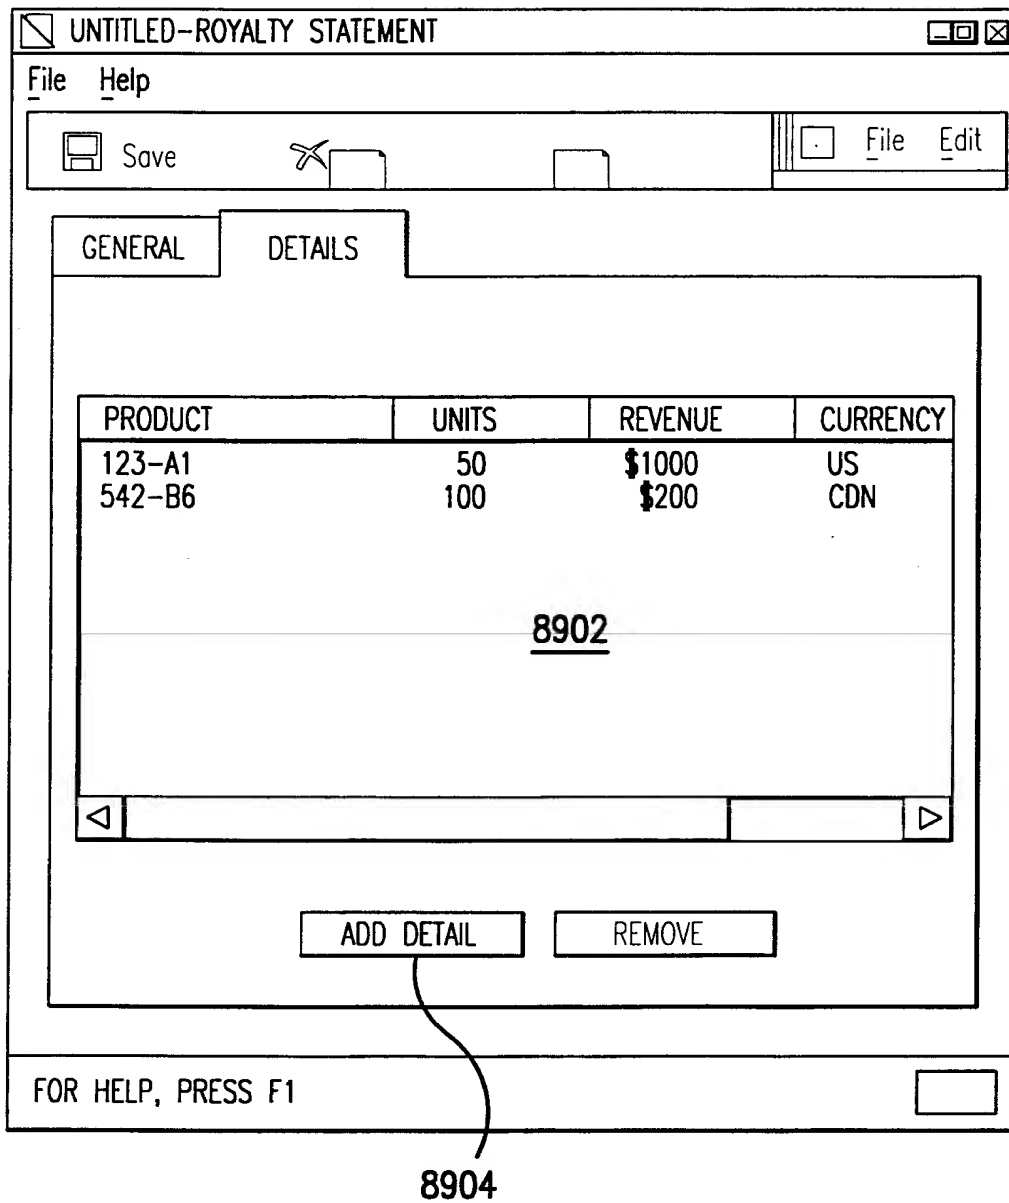 UNTITLED-ROYALTY STATEMENT
File Help
Save File Edit
GENERAL DETAILS
PRODUCT UNITS REVENUE CURRENCY
123-A1 50 $1000 US
542-B6 100 $200 CDN
8902
ADD DETAIL REMOVE
FOR HELP, PRESS F1
8904